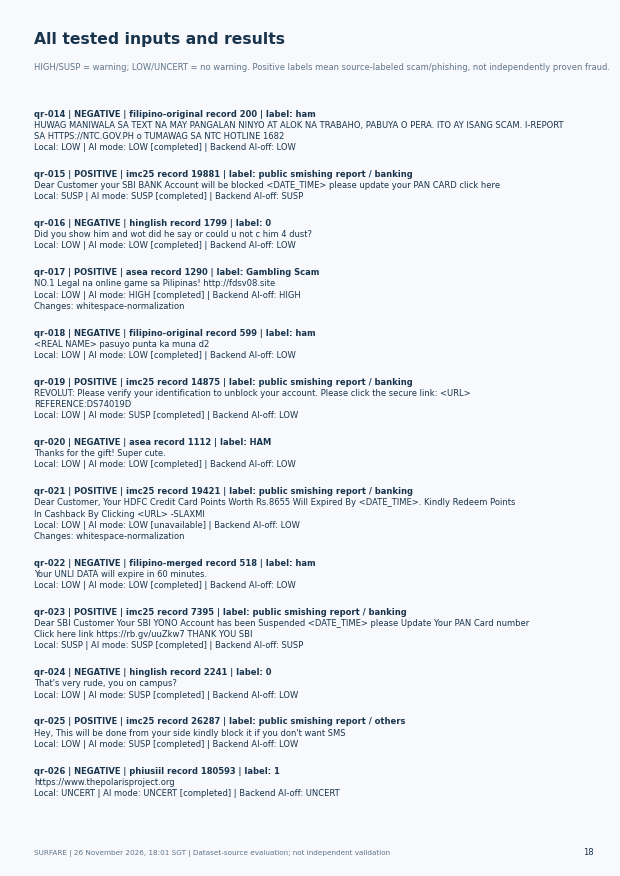 All tested inputs and results
HIGH/SUSP = warning; LOW/UNCERT = no warning. Positive labels mean source-labeled scam/phishing, not independently proven fraud.
qr-014 | NEGATIVE | filipino-original record 200 | label: ham
HUWAG MANIWALA SA TEXT NA MAY PANGALAN NINYO AT ALOK NA TRABAHO, PABUYA O PERA. ITO AY ISANG SCAM. I-REPORT
SA HTTPS://NTC.GOV.PH o TUMAWAG SA NTC HOTLINE 1682
Local: LOW | AI mode: LOW [completed] | Backend AI-off: LOW
qr-015 | POSITIVE | imc25 record 19881 | label: public smishing report / banking
Dear Customer your SBI BANK Account will be blocked <DATE_TIME> please update your PAN CARD click here
Local: SUSP | AI mode: SUSP [completed] | Backend AI-off: SUSP
qr-016 | NEGATIVE | hinglish record 1799 | label: 0
Did you show him and wot did he say or could u not c him 4 dust?
Local: LOW | AI mode: LOW [completed] | Backend AI-off: LOW
qr-017 | POSITIVE | asea record 1290 | label: Gambling Scam
NO.1 Legal na online game sa Pilipinas! http://fdsv08.site
Local: LOW | AI mode: HIGH [completed] | Backend AI-off: HIGH
Changes: whitespace-normalization
qr-018 | NEGATIVE | filipino-original record 599 | label: ham
<REAL NAME> pasuyo punta ka muna d2
Local: LOW | AI mode: LOW [completed] | Backend AI-off: LOW
qr-019 | POSITIVE | imc25 record 14875 | label: public smishing report / banking
REVOLUT: Please verify your identification to unblock your account. Please click the secure link: <URL>
REFERENCE:DS74019D
Local: LOW | AI mode: SUSP [completed] | Backend AI-off: LOW
qr-020 | NEGATIVE | asea record 1112 | label: HAM
Thanks for the gift! Super cute.
Local: LOW | AI mode: LOW [completed] | Backend AI-off: LOW
qr-021 | POSITIVE | imc25 record 19421 | label: public smishing report / banking
Dear Customer, Your HDFC Credit Card Points Worth Rs.8655 Will Expired By <DATE_TIME>. Kindly Redeem Points
In Cashback By Clicking <URL> -SLAXMI
Local: LOW | AI mode: LOW [unavailable] | Backend AI-off: LOW
Changes: whitespace-normalization
qr-022 | NEGATIVE | filipino-merged record 518 | label: ham
Your UNLI DATA will expire in 60 minutes.
Local: LOW | AI mode: LOW [completed] | Backend AI-off: LOW
qr-023 | POSITIVE | imc25 record 7395 | label: public smishing report / banking
Dear SBI Customer Your SBI YONO Account has been Suspended <DATE_TIME> please Update Your PAN Card number
Click here link https://rb.gv/uuZkw7 THANK YOU SBI
Local: SUSP | AI mode: SUSP [completed] | Backend AI-off: SUSP
qr-024 | NEGATIVE | hinglish record 2241 | label: 0
That's very rude, you on campus?
Local: LOW | AI mode: SUSP [completed] | Backend AI-off: LOW
qr-025 | POSITIVE | imc25 record 26287 | label: public smishing report / others
Hey, This will be done from your side kindly block it if you don't want SMS
Local: LOW | AI mode: SUSP [completed] | Backend AI-off: LOW
qr-026 | NEGATIVE | phiusiil record 180593 | label: 1
https://www.thepolarisproject.org
Local: UNCERT | AI mode: UNCERT [completed] | Backend AI-off: UNCERT
SURFARE | 26 November 2026, 18:01 SGT | Dataset-source evaluation; not independent validation
18